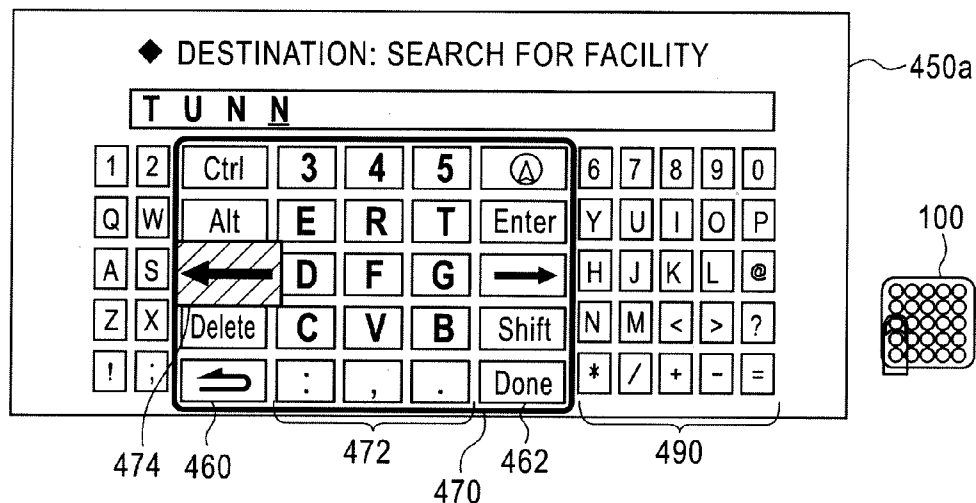 ◆ DESTINATION: SEARCH FOR FACILITY
450a
T U N N
1 2 Ctrl 3 4 5 6 7 8 9 0
Q W Alt E R T Enter Y U I O P
100
A S D F G H J K L @
Z X Delete C V B Shift N M < > ?
! ; : , . Done * / + - =
474 460 472 462 490
470